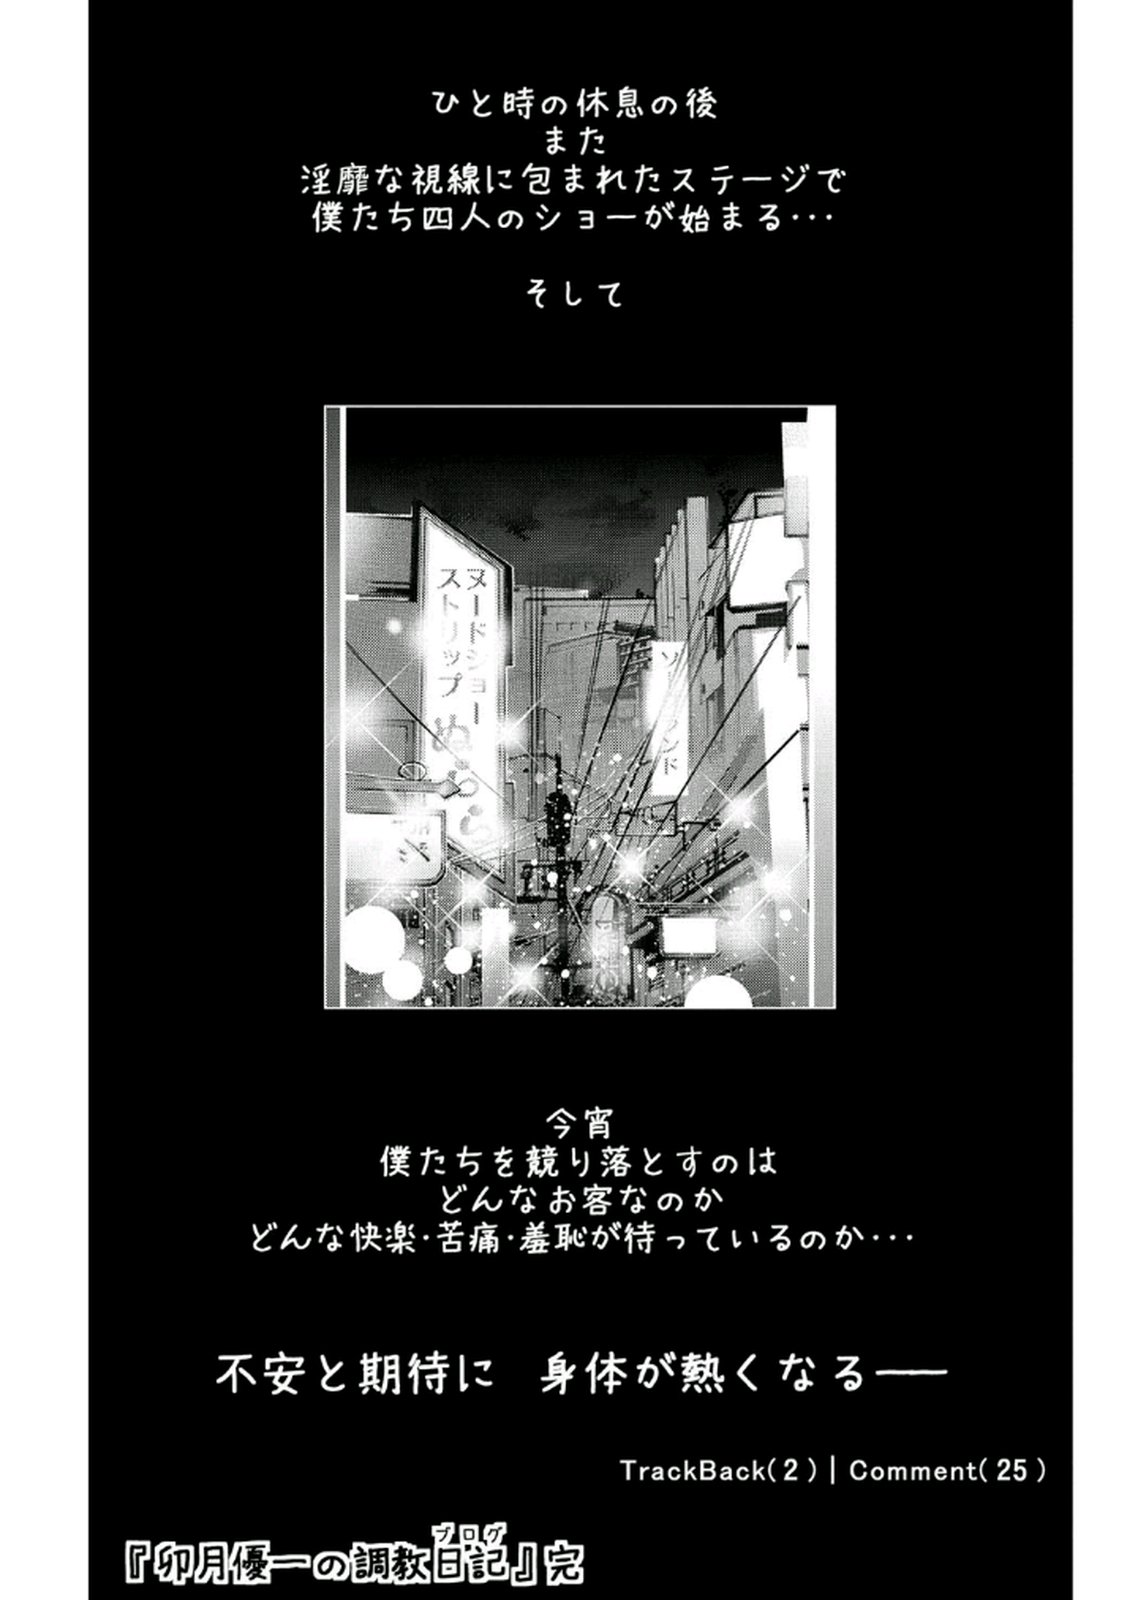 ひと時の休息の後
また
淫靡な視線に包まれたステージで
僕たち四人のショーが始まる・・・
そして
ヌードショー
ストリップ
ンド
今宵
僕たちを競り落とすのは
どんなお客なのか
どんな快楽・苦痛・羞恥が待っているのか・・・
不安と期待に 身体が熱くなる――
TrackBack(2) | Comment(25)
ブログ
『卯月優一の調教日記』完